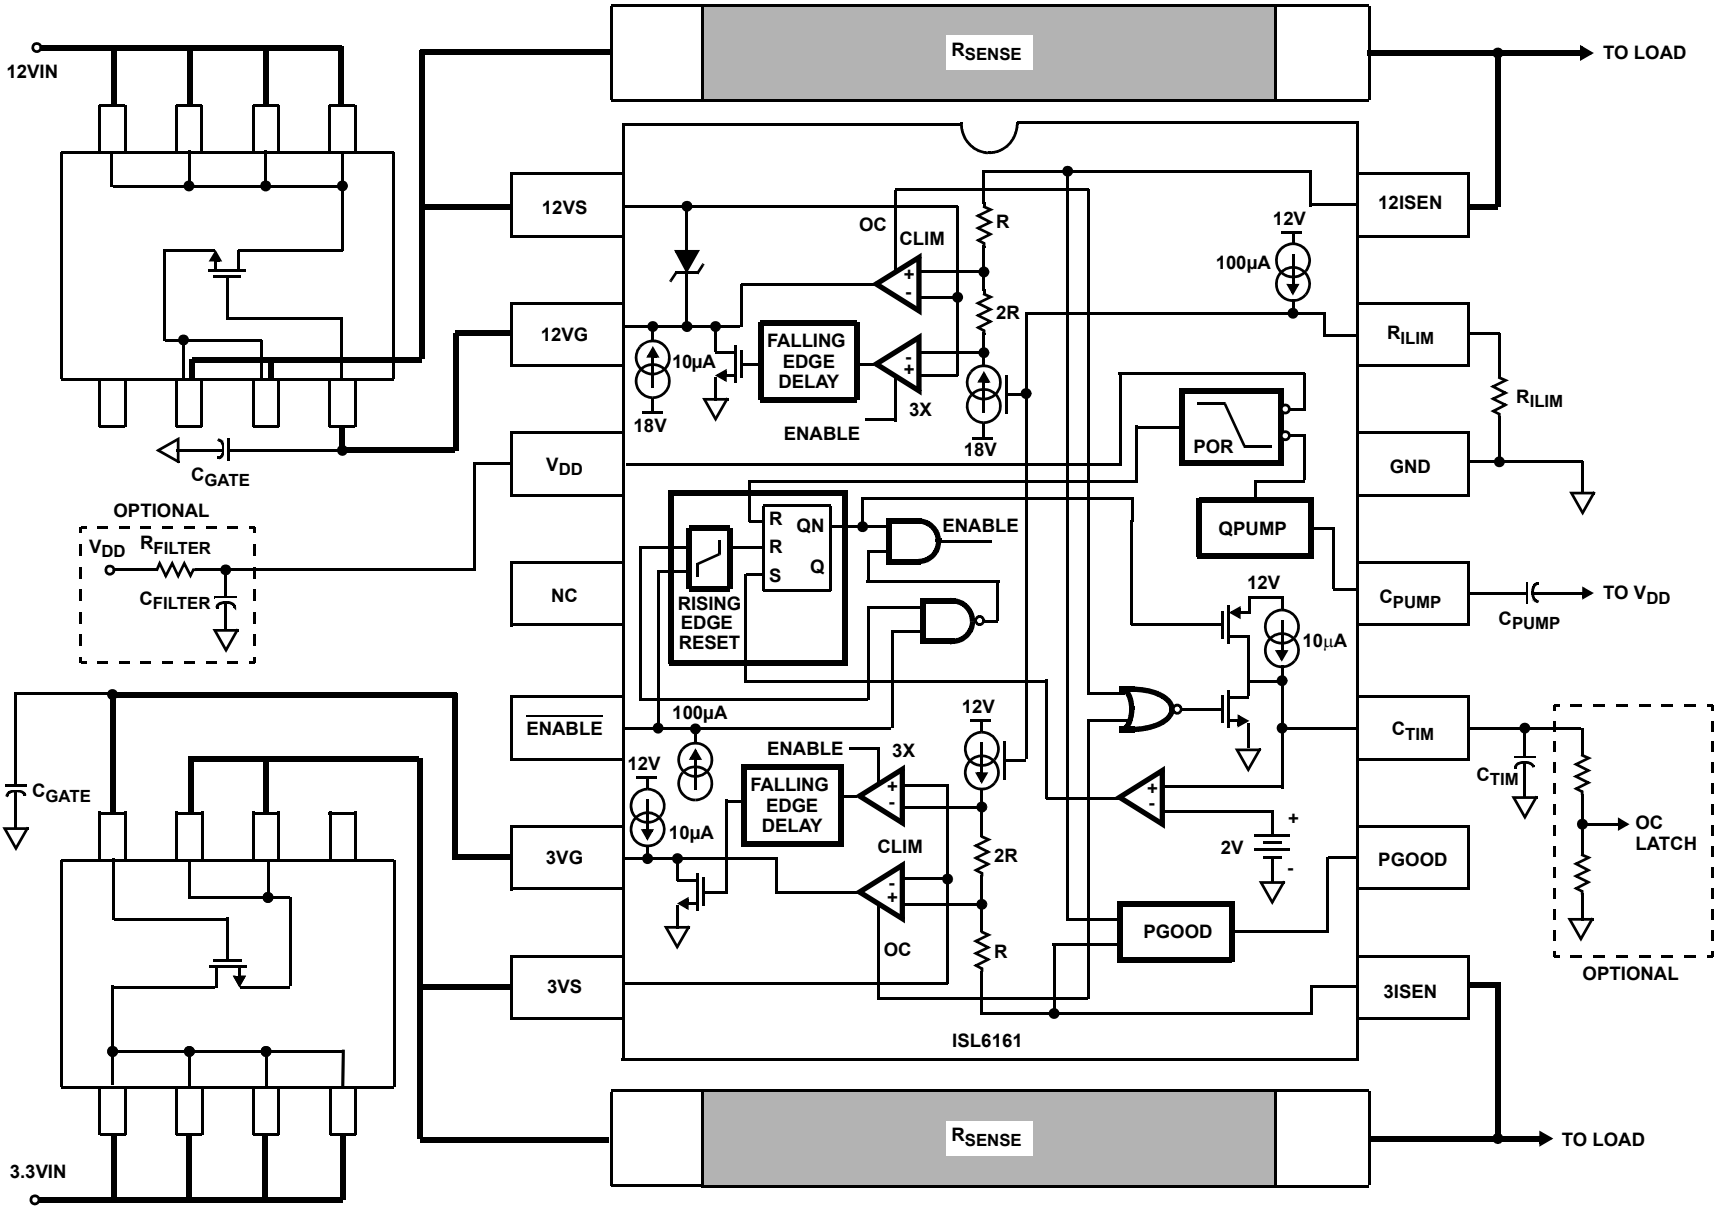 12VIN
RSENSE
TO LOAD
12VS
OC
CLIM
+
-
R
2R
12V
100µA
12ISEN
12VG
10µA
18V
FALLING
EDGE
DELAY
-
+
3X
ENABLE
18V
RILIM
RILIM
CGATE
VDD
POR
GND
OPTIONAL
VDD
RFILTER
CFILTER
R
R
S
QN
Q
RISING
EDGE
RESET
ENABLE
QPUMP
NC
12V
10µA
CPUMP
CPUMP
TO VDD
ENABLE
100µA
12V
CTIM
CTIM
OC
LATCH
OPTIONAL
CGATE
12V
10µA
ENABLE
3X
FALLING
EDGE
DELAY
+
-
CLIM
2R
+
-
2V
+
-
3VG
-
+
OC
R
PGOOD
PGOOD
3VS
3ISEN
ISL6161
RSENSE
TO LOAD
3.3VIN